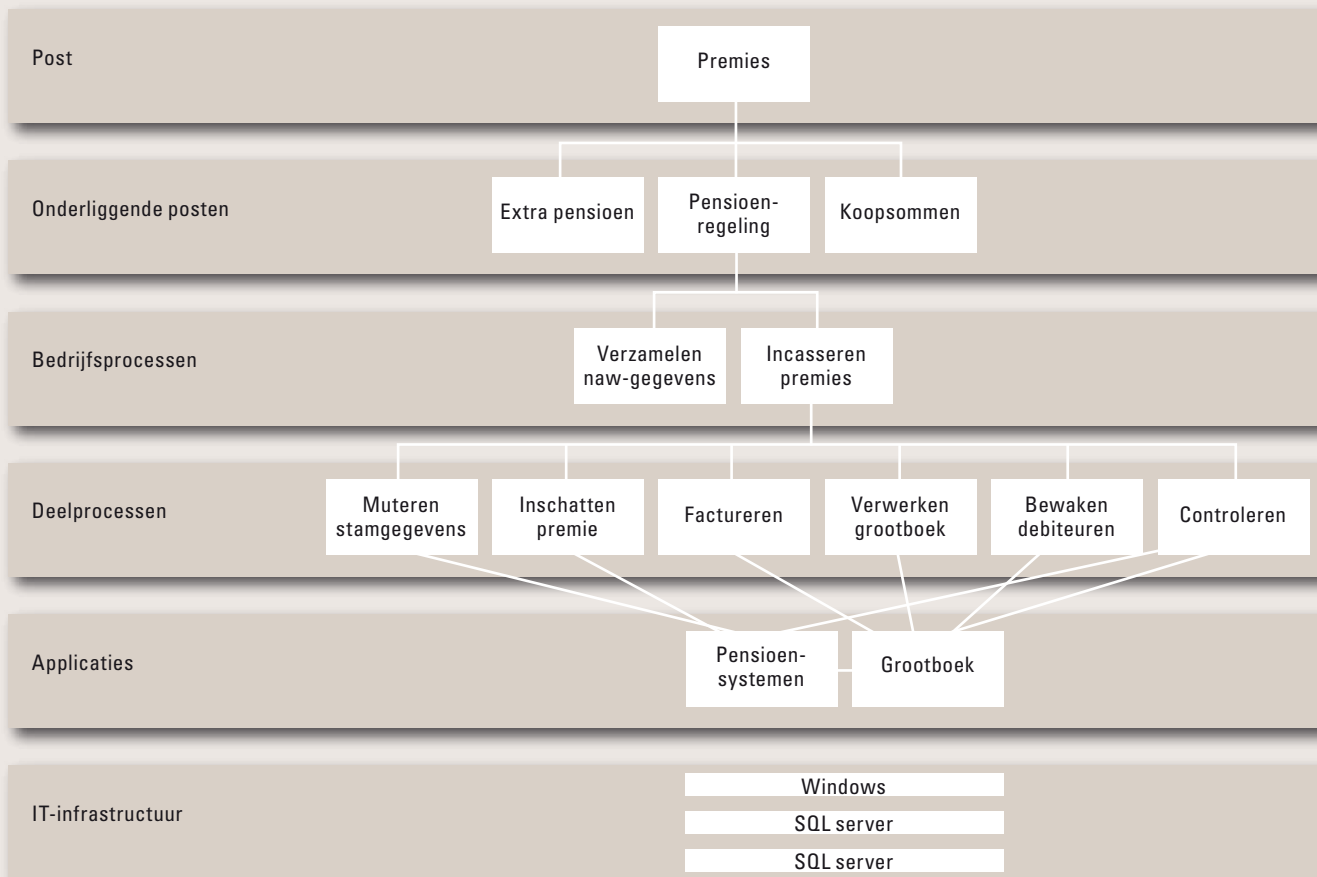 Post
Premies
Onderliggende posten
Extra pensioen
Pensioen-
regeling
Koopsommen
Bedrijfsprocessen
Verzamelen
naw-gegevens
Incasseren
premies
Deelprocessen
Muteren
stamgegevens
Inschatten
premie
Factureren
Verwerken
grootboek
Bewaken
debiteuren
Controleren
Applicaties
Pensioen-
systemen
Grootboek
IT-infrastructuur
Windows
SQL server
SQL server